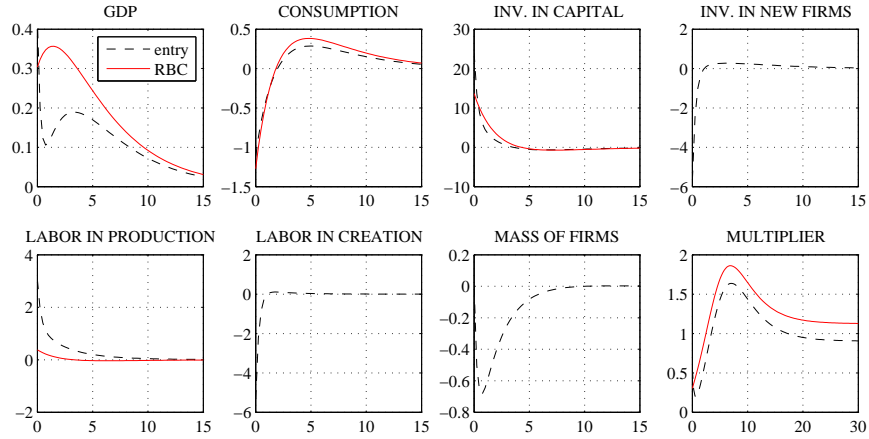 GDP
CONSUMPTION
INV. IN CAPITAL
INV. IN NEW FIRMS
0.4
0.3
0.2
0.1
0
0 5 10 15
entry
RBC
0.5
0
−0.5
−1
−1.5
0 5 10 15
30
20
10
0
−10
0 5 10 15
2
0
−2
−4
−6
0 5 10 15
LABOR IN PRODUCTION
LABOR IN CREATION
MASS OF FIRMS
MULTIPLIER
4
2
0
−2
0 5 10 15
2
0
−2
−4
−6
0 5 10 15
0.2
0
−0.2
−0.4
−0.6
−0.8
0 5 10 15
2
1.5
1
0.5
0
0 10 20 30